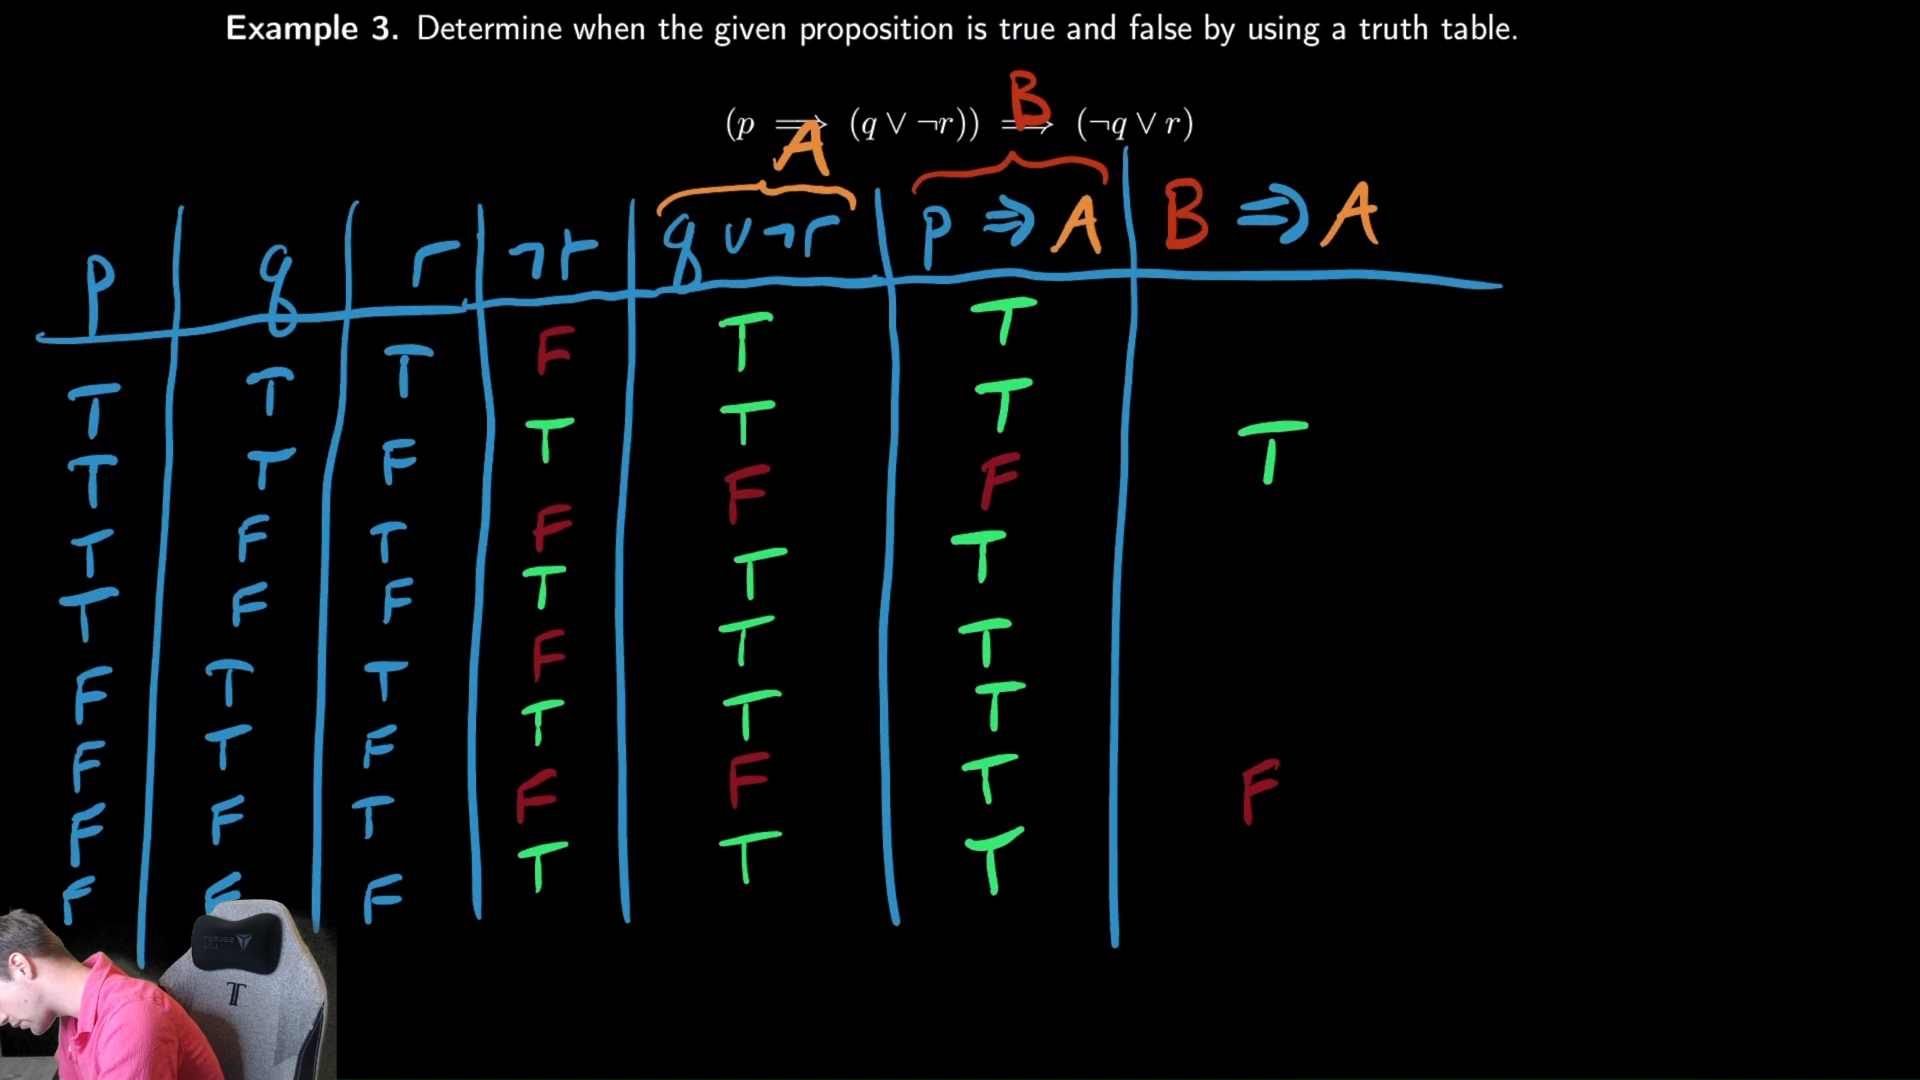 Example 3. Determine when the given proposition is true and false by using a truth table.
(p ⟹ (q ∨ ¬r)) ⟹ (¬q ∨ r)
A B
p q r ¬r q ∨ ¬r p ⇒ A B ⇒ A
T T T F T T
T T F T T T T
T F T F F F
T F F T T T
F T T F T T
F T F T T T
F F T F F T F
F F F T T T